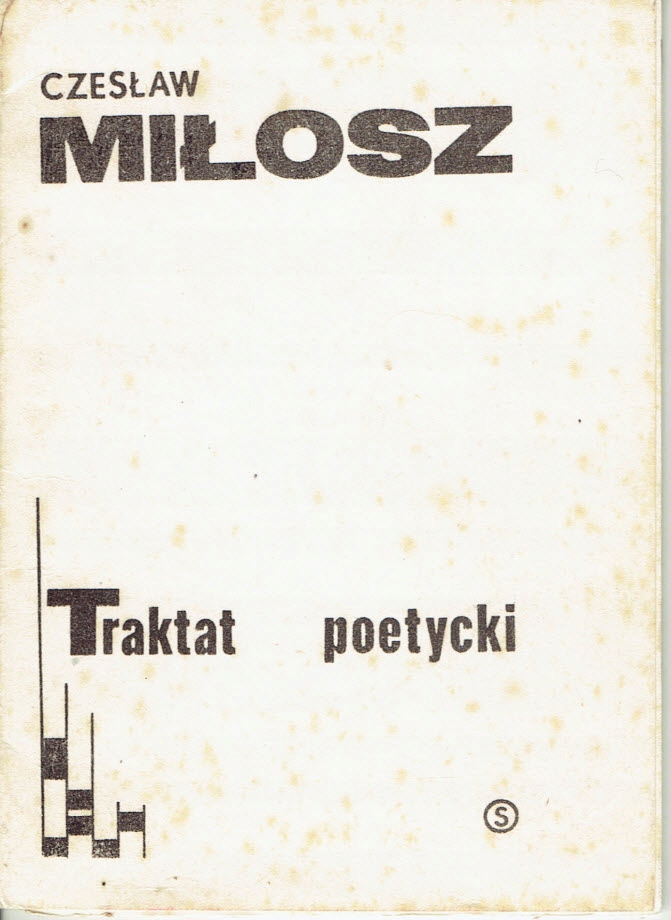 CZESŁAW
MIŁOSZ
Traktat poetycki
S